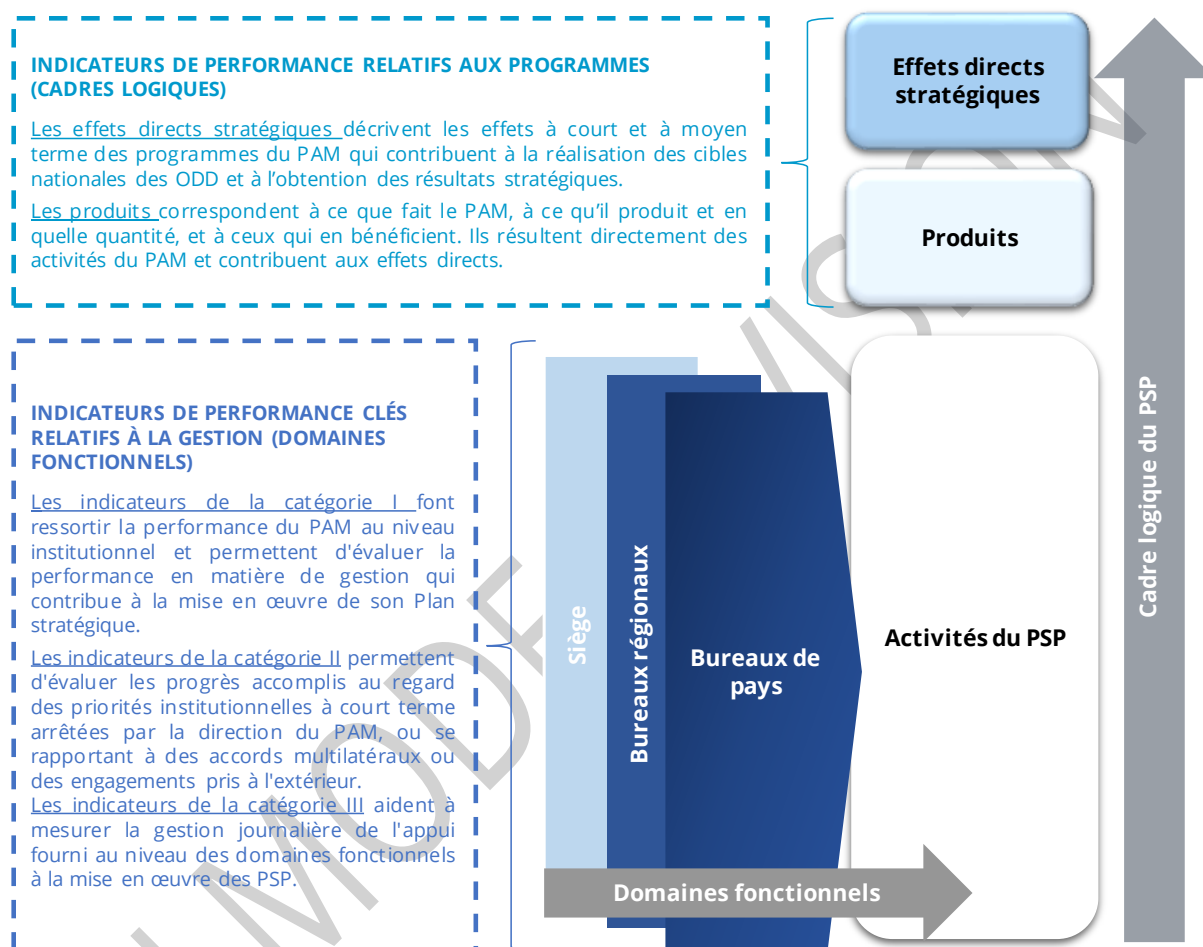 INDICATEURS DE PERFORMANCE RELATIFS AUX PROGRAMMES
(CADRES LOGIQUES)
Les effets directs stratégiques décrivent les effets à court et à moyen
terme des programmes du PAM qui contribuent à la réalisation des cibles
nationales des ODD et à l’obtention des résultats stratégiques.
Les produits correspondent à ce que fait le PAM, à ce qu’il produit et en
quelle quantité, et à ceux qui en bénéficient. Ils résultent directement des
activités du PAM et contribuent aux effets directs.
Effets directs
stratégiques
Produits
INDICATEURS DE PERFORMANCE CLÉS
RELATIFS À LA GESTION (DOMAINES
FONCTIONNELS)
Les indicateurs de la catégorie I font
ressortir la performance du PAM au niveau
institutionnel et permettent d'évaluer la
performance en matière de gestion qui
contribue à la mise en œuvre de son Plan
stratégique.
Les indicateurs de la catégorie II permettent
d'évaluer les progrès accomplis au regard
des priorités institutionnelles à court terme
arrêtées par la direction du PAM, ou se
rapportant à des accords multilatéraux ou
des engagements pris à l'extérieur.
Les indicateurs de la catégorie III aident à
mesurer la gestion journalière de l'appui
fourni au niveau des domaines fonctionnels
à la mise en œuvre des PSP.
Siège
Bureaux régionaux
Bureaux de
pays
Activités du PSP
Domaines fonctionnels
Cadre logique du PSP